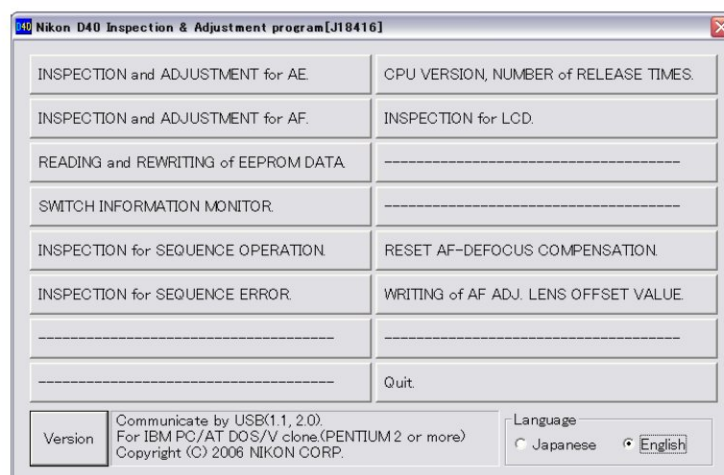 D40 Nikon D40 Inspection & Adjustment program[J18416]
INSPECTION and ADJUSTMENT for AE.
CPU VERSION, NUMBER of RELEASE TIMES.
INSPECTION and ADJUSTMENT for AF.
INSPECTION for LCD.
READING and REWRITING of EEPROM DATA.
--------------------------------------
SWITCH INFORMATION MONITOR.
--------------------------------------
INSPECTION for SEQUENCE OPERATION.
RESET AF-DEFOCUS COMPENSATION.
INSPECTION for SEQUENCE ERROR.
WRITING of AF ADJ. LENS OFFSET VALUE.
--------------------------------------
--------------------------------------
--------------------------------------
Quit.
Version
Communicate by USB(1.1, 2.0).
For IBM PC/AT DOS/V clone.(PENTIUM 2 or more)
Copyright (C) 2006 NIKON CORP.
Language
Japanese
English